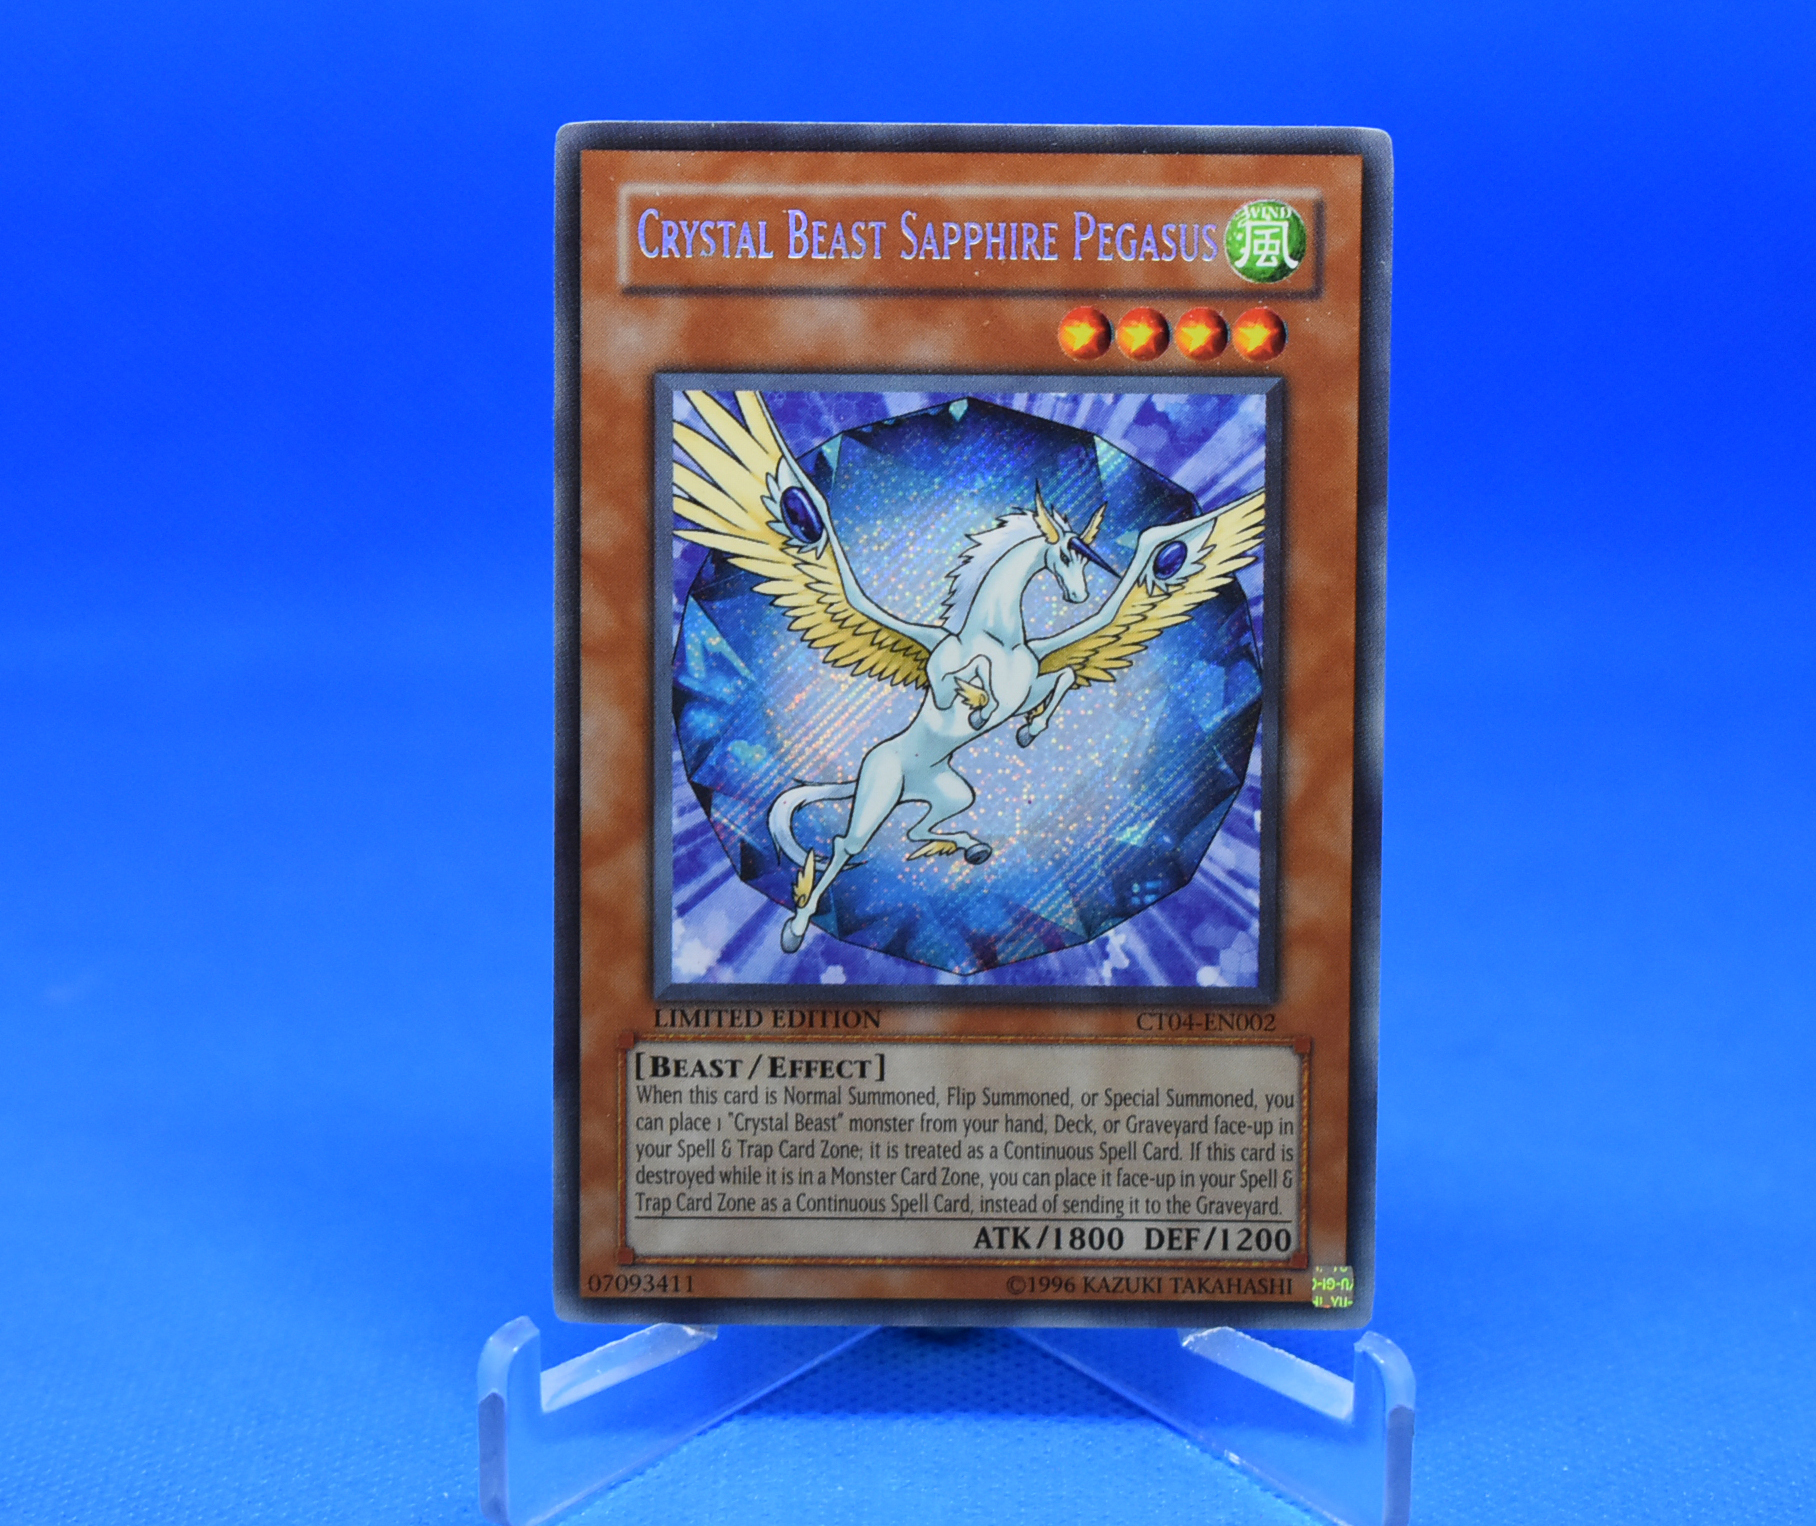 CRYSTAL BEAST SAPPHIRE PEGASUS
WIND
風
LIMITED EDITION CT04-EN002
[BEAST/EFFECT]
When this card is Normal Summoned, Flip Summoned, or Special Summoned, you
can place 1 "Crystal Beast" monster from your hand, Deck, or Graveyard face-up in
your Spell & Trap Card Zone; it is treated as a Continuous Spell Card. If this card is
destroyed while it is in a Monster Card Zone, you can place it face-up in your Spell &
Trap Card Zone as a Continuous Spell Card, instead of sending it to the Graveyard.
ATK/1800 DEF/1200
07093411 ©1996 KAZUKI TAKAHASHI